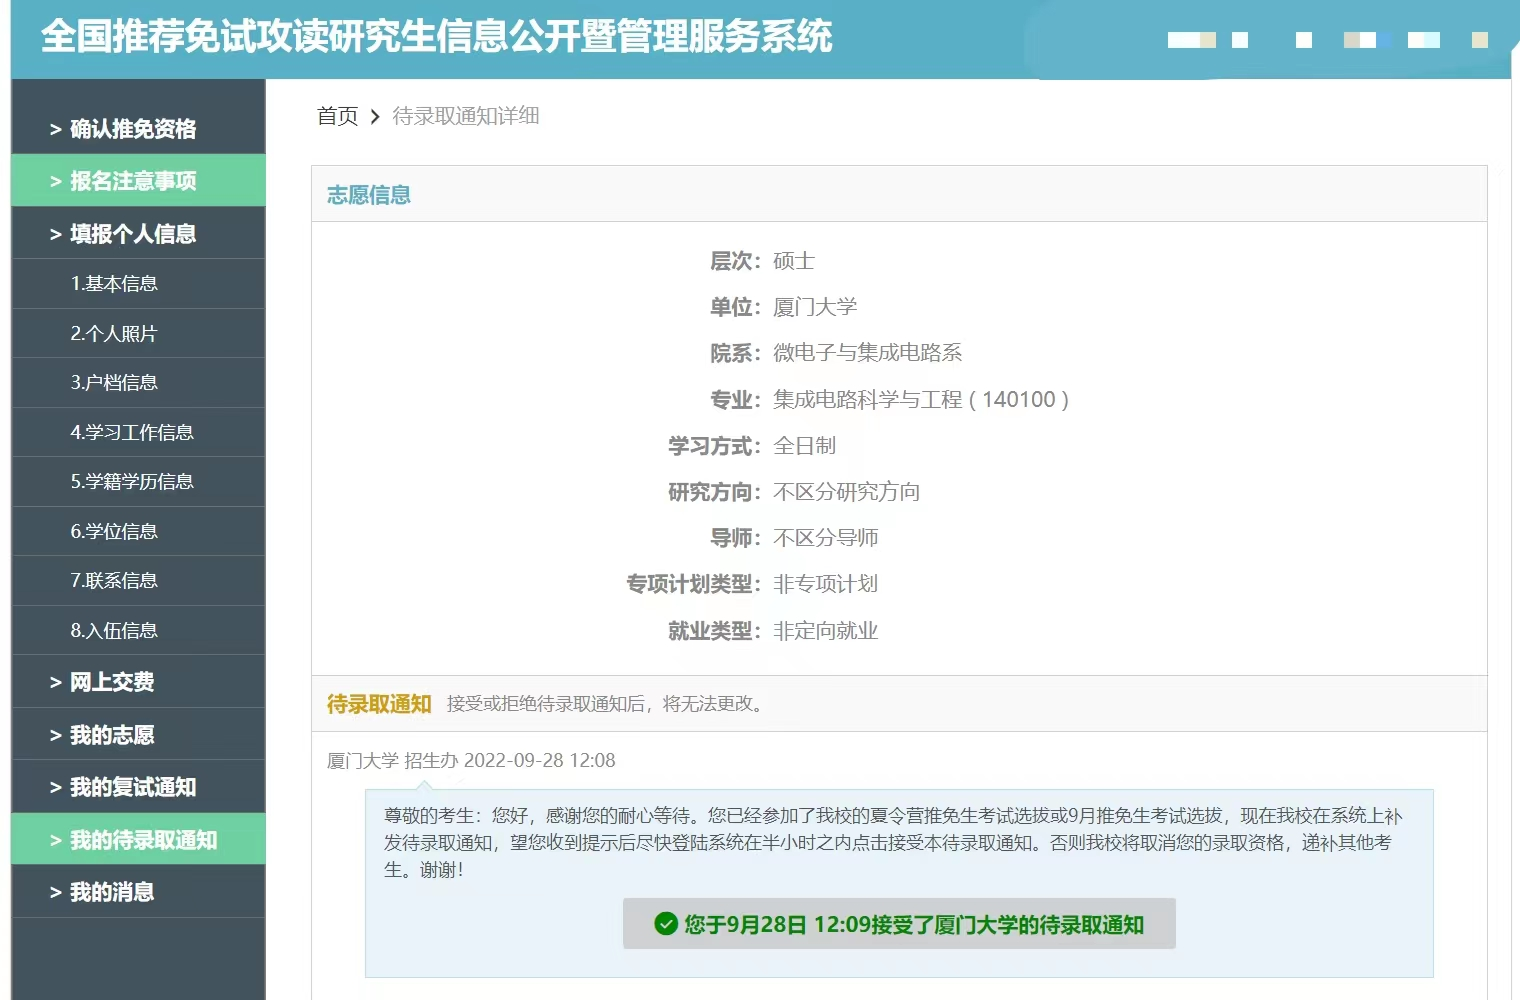 全国推荐免试攻读研究生信息公开暨管理服务系统
> 确认推免资格
> 报名注意事项
> 填报个人信息
1.基本信息
2.个人照片
3.户档信息
4.学习工作信息
5.学籍学历信息
6.学位信息
7.联系信息
8.入伍信息
> 网上交费
> 我的志愿
> 我的复试通知
> 我的待录取通知
> 我的消息
首页 > 待录取通知详细
志愿信息
层次：硕士
单位：厦门大学
院系：微电子与集成电路系
专业：集成电路科学与工程 ( 140100 )
学习方式：全日制
研究方向：不区分研究方向
导师：不区分导师
专项计划类型：非专项计划
就业类型：非定向就业
待录取通知 接受或拒绝待录取通知后，将无法更改。
厦门大学 招生办 2022-09-28 12:08
尊敬的考生：您好，感谢您的耐心等待。您已经参加了我校的夏令营推免生考试选拔或9月推免生考试选拔，现在我校在系统上补
发待录取通知，望您收到提示后尽快登陆系统在半小时之内点击接受本待录取通知。否则我校将取消您的录取资格，递补其他考
生。谢谢！
您于9月28日 12:09接受了厦门大学的待录取通知